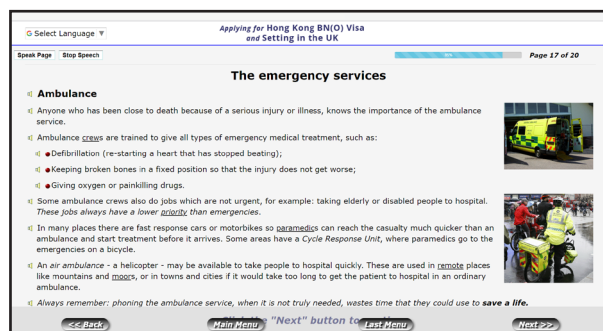 G Select Language ▼
Applying for Hong Kong BN(O) Visa
and Setting in the UK
Speak Page Stop Speech
Page 17 of 20
The emergency services
Ambulance
Anyone who has been close to death because of a serious injury or illness, knows the importance of the ambulance
service.
Ambulance crews are trained to give all types of emergency medical treatment, such as:
Defibrillation (re-starting a heart that has stopped beating);
Keeping broken bones in a fixed position so that the injury does not get worse;
Giving oxygen or painkilling drugs.
Some ambulance crews also do jobs which are not urgent, for example: taking elderly or disabled people to hospital.
These jobs always have a lower priority than emergencies.
In many places there are fast response cars or motorbikes so paramedics can reach the casualty much quicker than an
ambulance and start treatment before it arrives. Some areas have a Cycle Response Unit, where paramedics go to the
emergencies on a bicycle.
An air ambulance - a helicopter - may be available to take people to hospital quickly. These are used in remote places
like mountains and moors, or in towns and cities if it would take too long to get the patient to hospital in an ordinary
ambulance.
Always remember: phoning the ambulance service, when it is not truly needed, wastes time that they could use to save a life.
the "Next" button to
<< Back Main Menu Last Menu Next >>